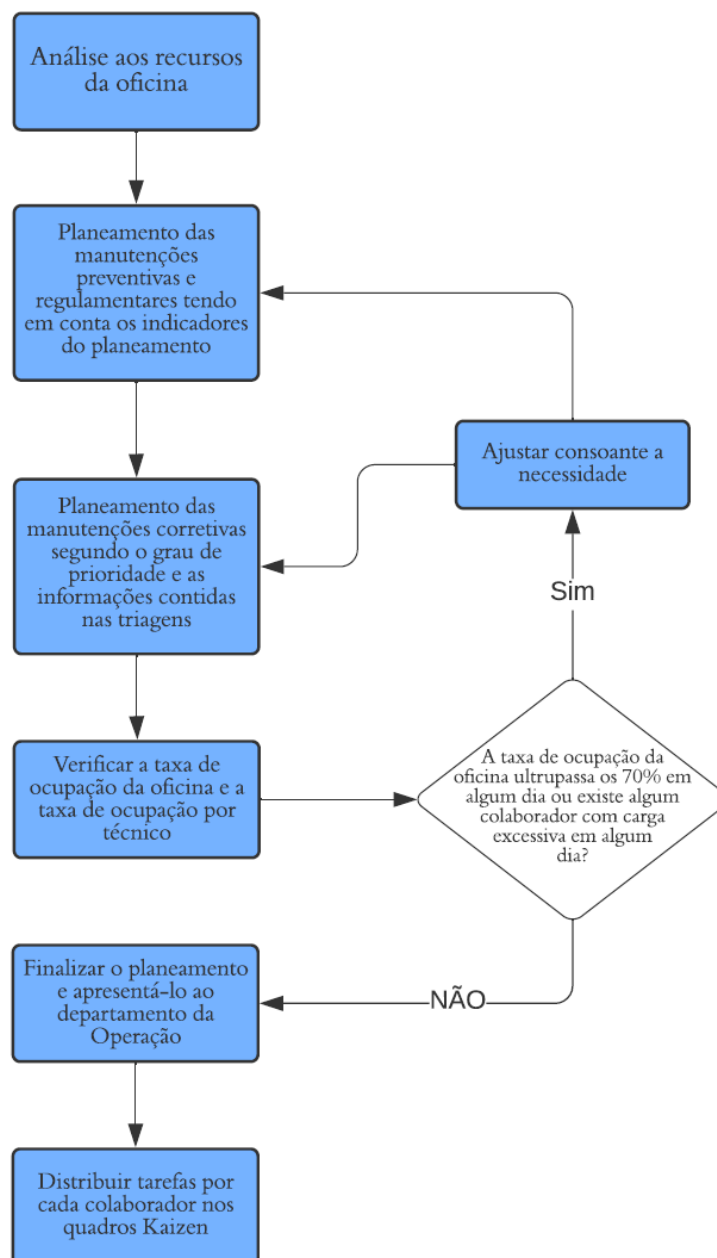 Análise aos recursos
da oficina
Planeamento das
manutenções
preventivas e
regulamentares tendo
em conta os indicadores
do planeamento
Ajustar consoante a
necessidade
Planeamento das
manutenções corretivas
segundo o grau de
prioridade e as
informações contidas
nas triagens
Sim
Verificar a taxa de
ocupação da oficina e a
taxa de ocupação por
técnico
A taxa de ocupação da
oficina ultrupassa os 70% em
algum dia ou existe algum
colaborador com carga
excessiva em algum
dia?
NÃO
Finalizar o planeamento
e apresentá-lo ao
departamento da
Operação
Distribuir tarefas por
cada colaborador nos
quadros Kaizen